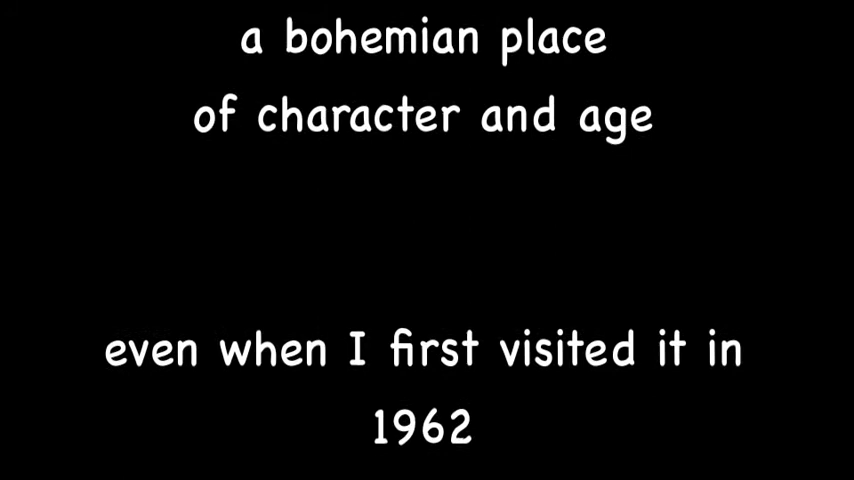 a bohemian place
of character and age
even when I first visited it in
1962